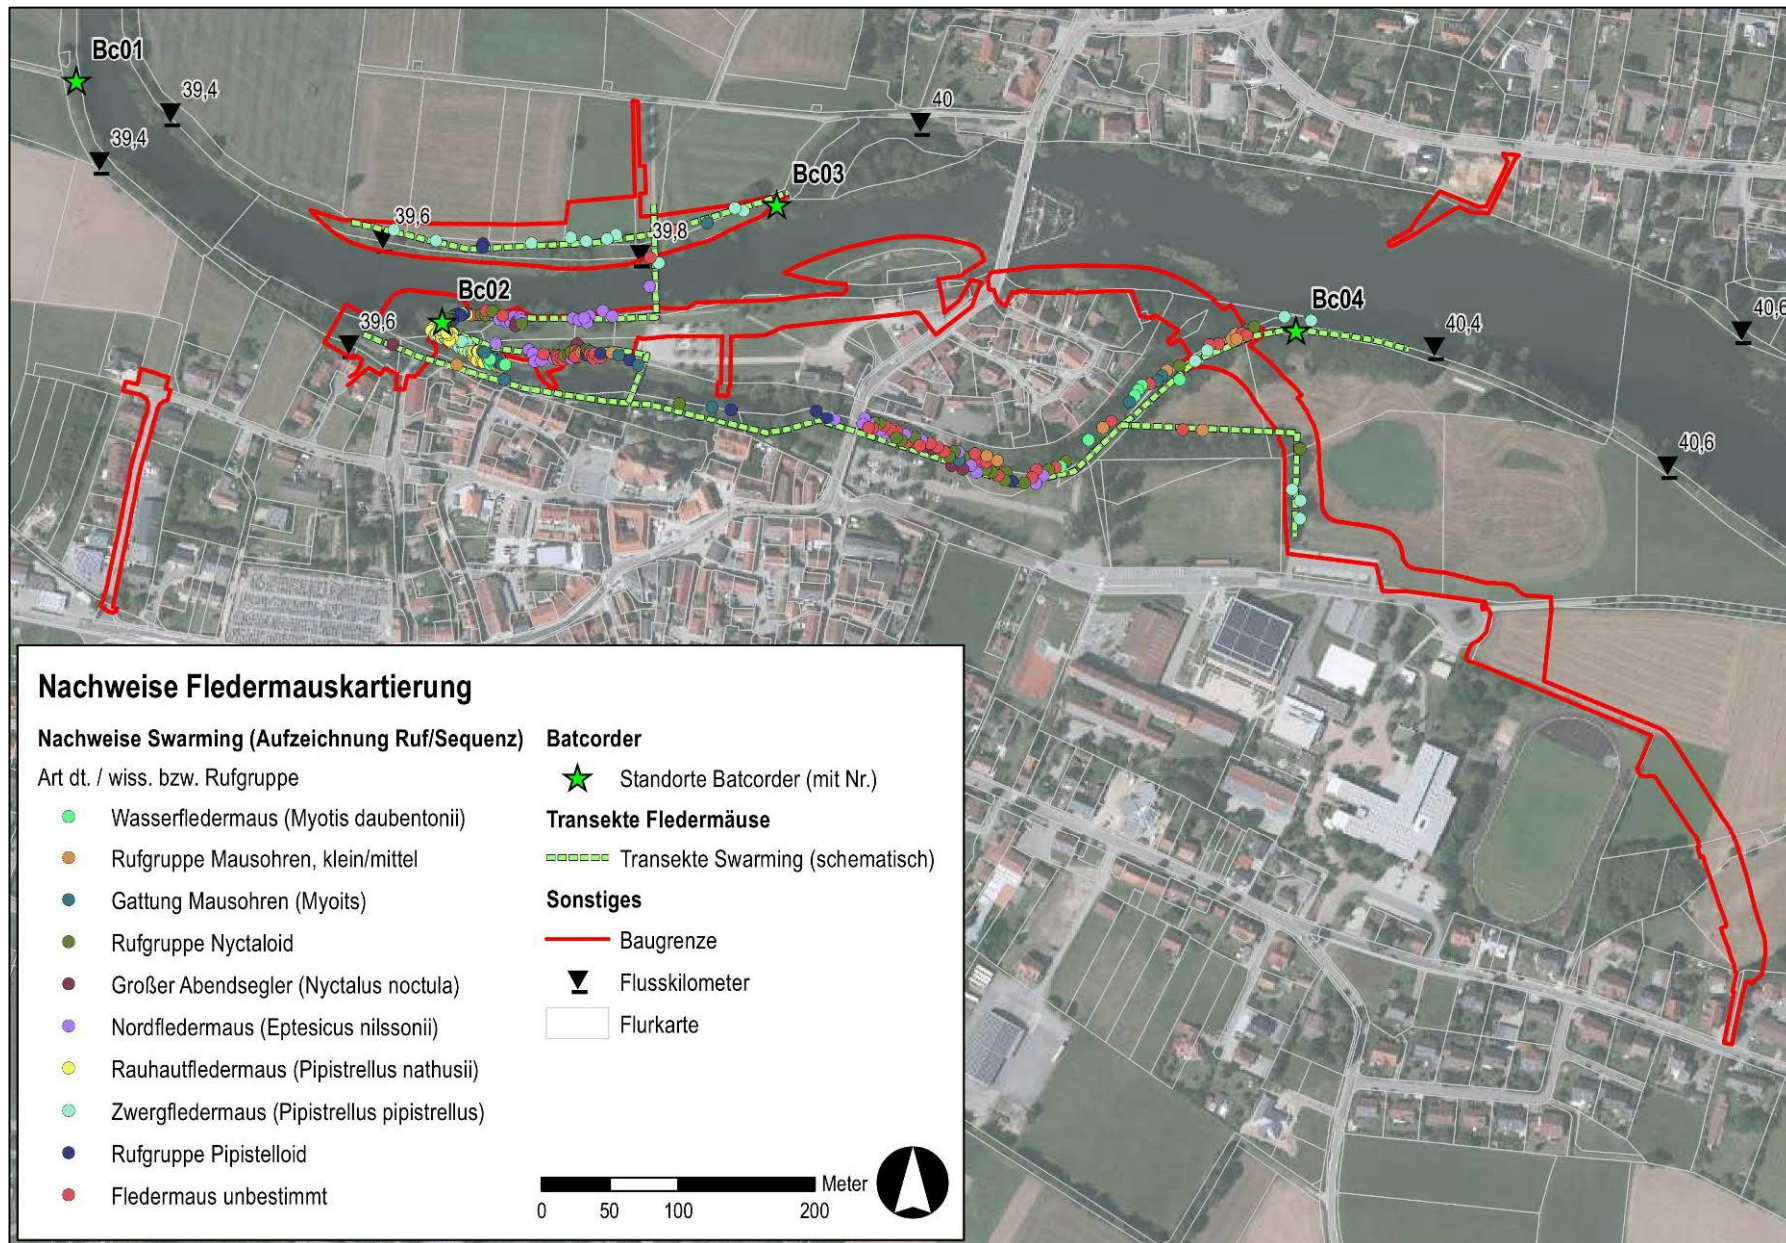 Bc01
39,4
39,4
40
Bc03
39,6
39,8
Bc02
39,6
Bc04
40,4
40,6
40,6
Nachweise Fledermauskartierung
Nachweise Swarming (Aufzeichnung Ruf/Sequenz)
Art dt. / wiss. bzw. Rufgruppe
Wasserfledermaus (Myotis daubentonii)
Rufgruppe Mausohren, klein/mittel
Gattung Mausohren (Myoits)
Rufgruppe Nyctaloid
Großer Abendsegler (Nyctalus noctula)
Nordfledermaus (Eptesicus nilssonii)
Rauhautfledermaus (Pipistrellus nathusii)
Zwergfledermaus (Pipistrellus pipistrellus)
Rufgruppe Pipistelloid
Fledermaus unbestimmt
Batcorder
Standorte Batcorder (mit Nr.)
Transekte Fledermäuse
Transekte Swarming (schematisch)
Sonstiges
Baugrenze
Flusskilometer
Flurkarte
Meter
0 50 100 200